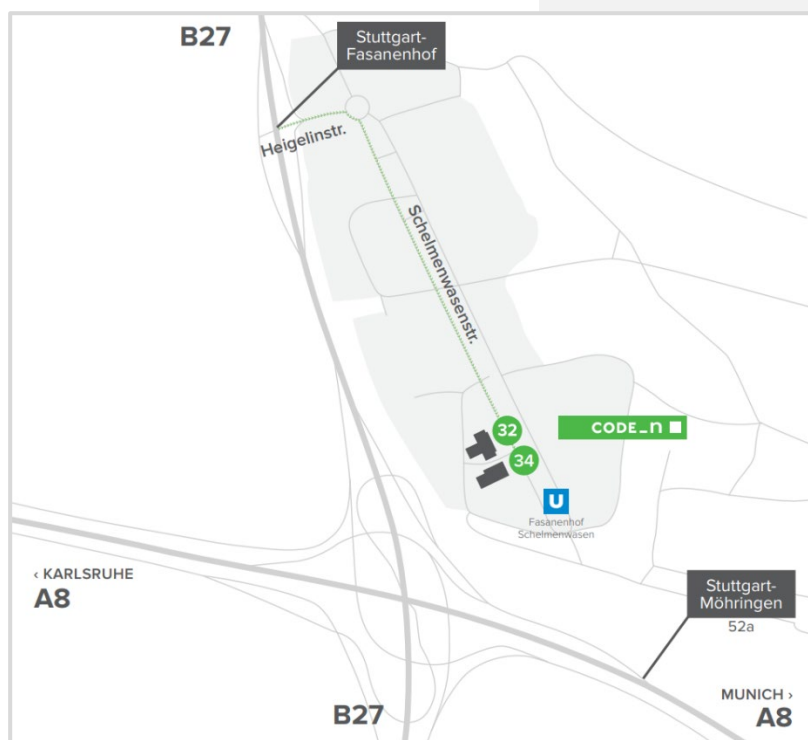 B27
Stuttgart-
Fasanenhof
Heigelinstr.
Schelmenwasenstr.
32
CODE_n
34
U
Fasanenhof
Schelmenwasen
‹ KARLSRUHE
A8
Stuttgart-
Möhringen
52a
MUNICH ›
A8
B27